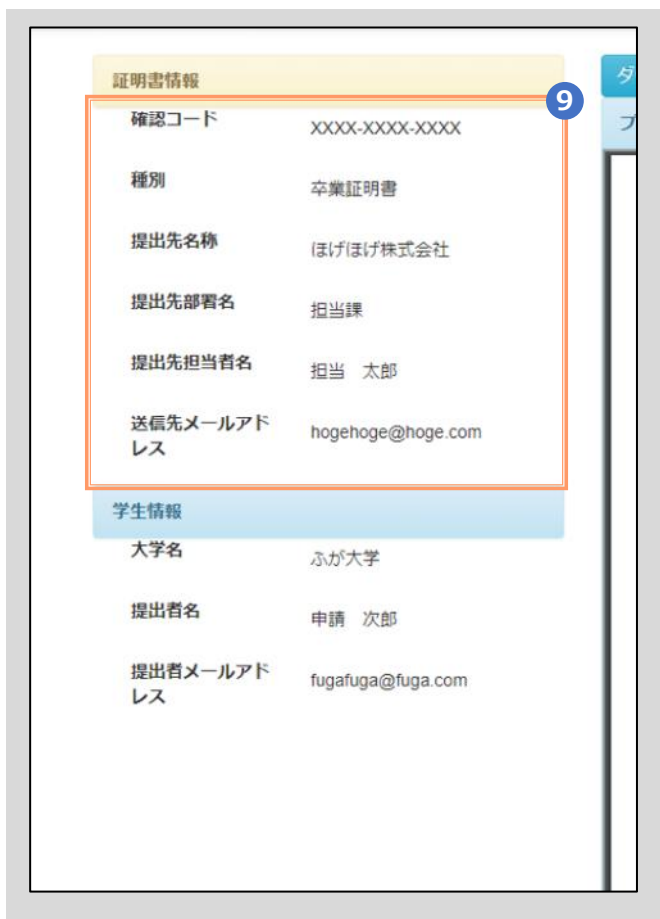 証明書情報
9
ダ
確認コード XXXX-XXXX-XXXX
プ
種別 卒業証明書
提出先名称 ほげほげ株式会社
提出先部署名 担当課
提出先担当者名 担当　太郎
送信先メールアド
レス
hogehoge@hoge.com
学生情報
大学名 ふが大学
提出者名 申請　次郎
提出者メールアド
レス
fugafuga@fuga.com